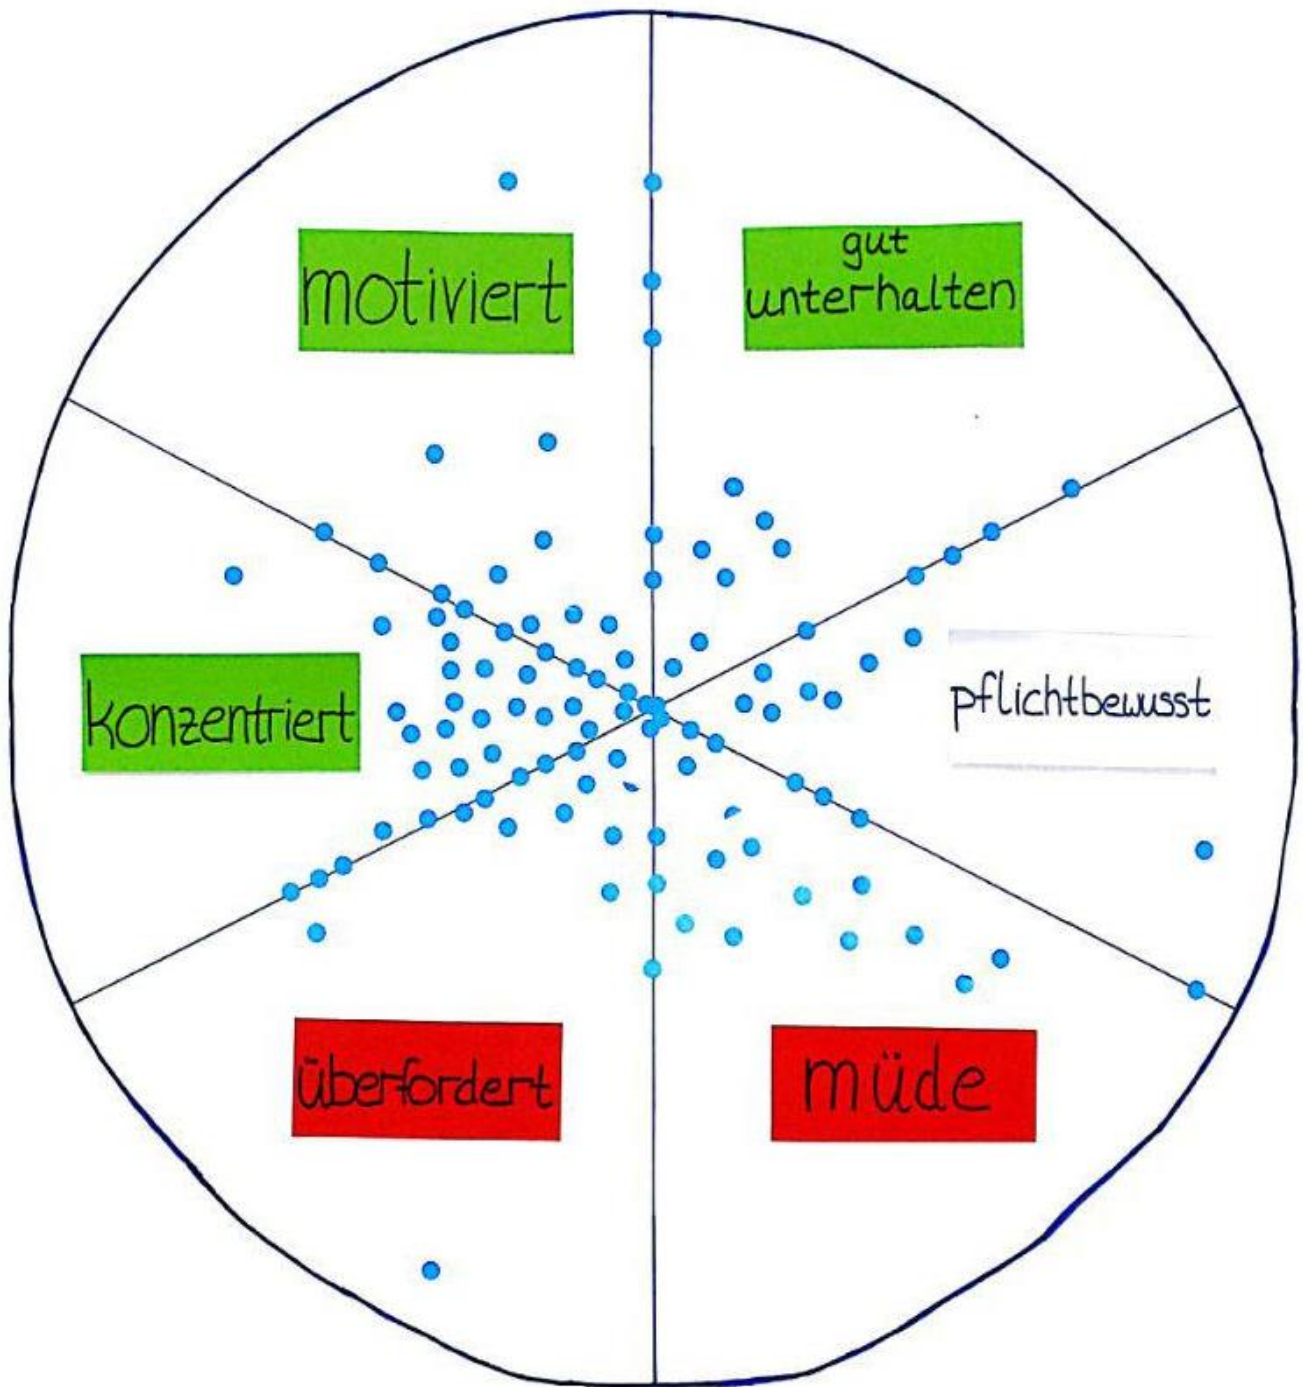 motiviert
gut
unterhalten
konzentriert
pflichtbewusst
überfordert
müde